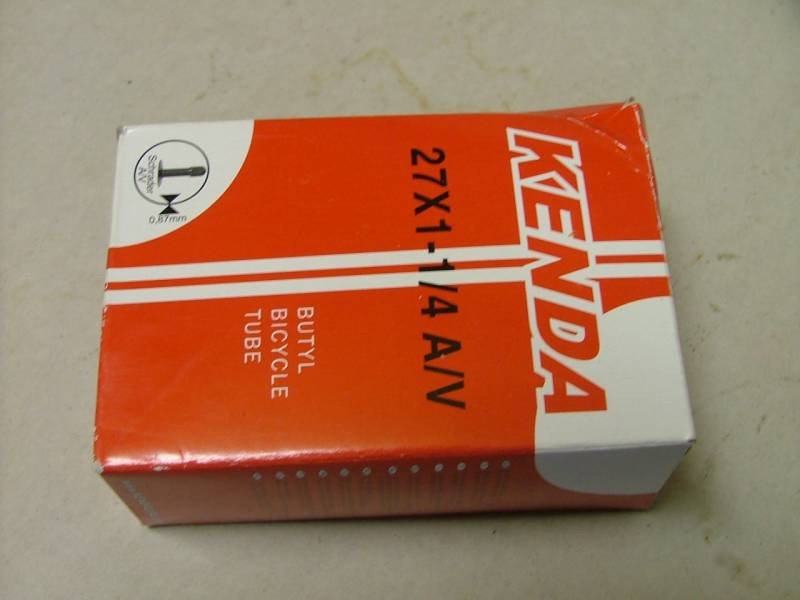 KENDA
27X1-1/4 A/V
BUTYL
BICYCLE
TUBE
Schrader
A/V
0,87mm